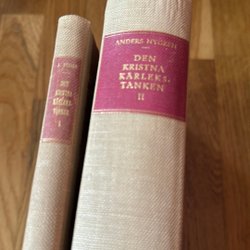 DEN
KRISTNA
KÄRLEKS-
TANKEN
I
ANDERS NYGREN
DEN
KRISTNA
KÄRLEKS-
TANKEN
II